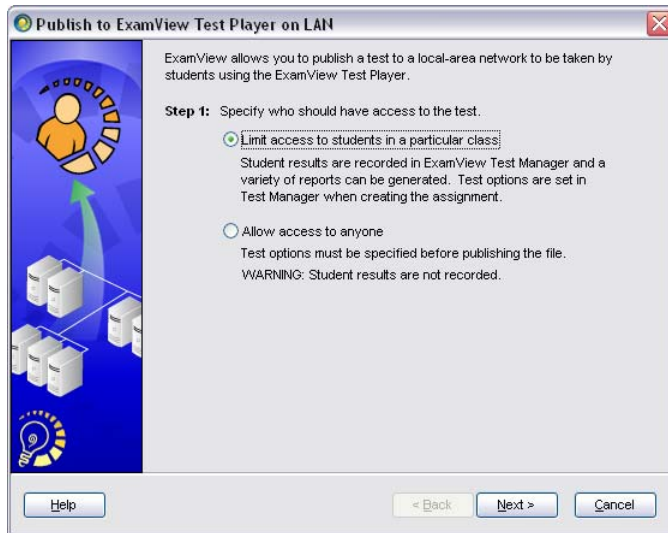 Publish to ExamView Test Player on LAN
ExamView allows you to publish a test to a local-area network to be taken by
students using the ExamView Test Player.
Step 1: Specify who should have access to the test.
Limit access to students in a particular class
Student results are recorded in ExamView Test Manager and a
variety of reports can be generated. Test options are set in
Test Manager when creating the assignment.
Allow access to anyone
Test options must be specified before publishing the file.
WARNING: Student results are not recorded.
Help
< Back
Next >
Cancel